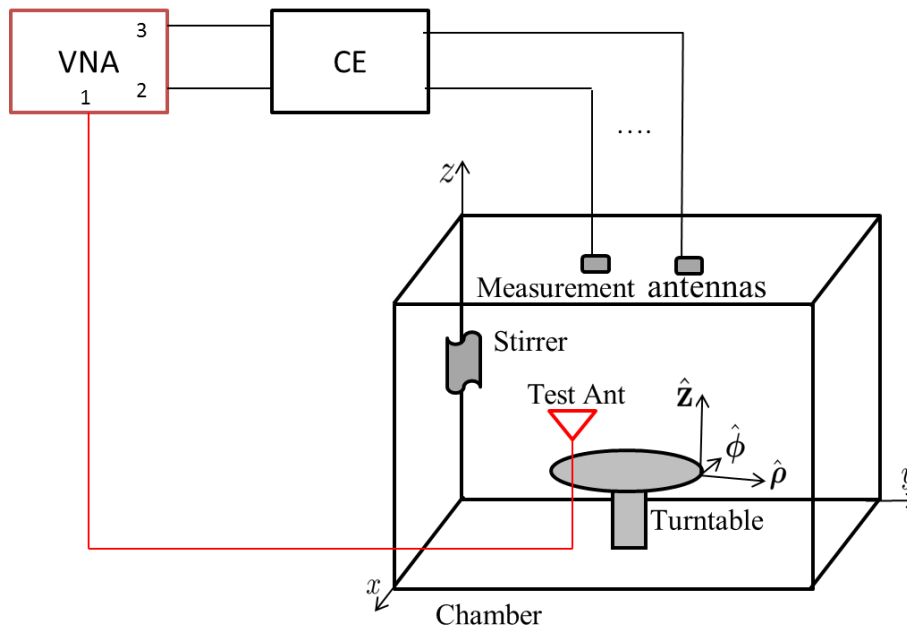 3
VNA
CE
2
1
....
z
Measurement antennas
Stirrer
Test Ant
ẑ
ϕ̂
ρ̂
y
Turntable
x
Chamber